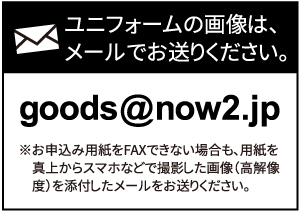 ユニフォームの画像は、
メールでお送りください。
goods@now2.jp
※お申込み用紙をFAXできない場合も、用紙を
真上からスマホなどで撮影した画像（高解像
度）を添付したメールをお送りください。